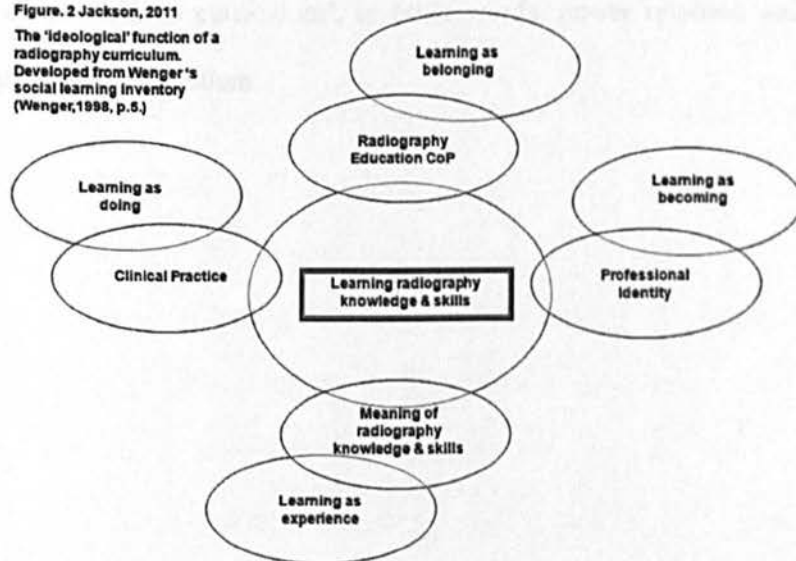 Figure. 2 Jackson, 2011
The 'ideological' function of a
radiography curriculum.
Developed from Wenger's
social learning inventory
(Wenger,1998, p.5.)
Learning as
belonging
Radiography
Education CoP
Learning as
doing
Clinical Practice
Learning as
becoming
Professional
Identity
Learning radiography
knowledge & skills
Meaning of
radiography
knowledge & skills
Learning as
experience